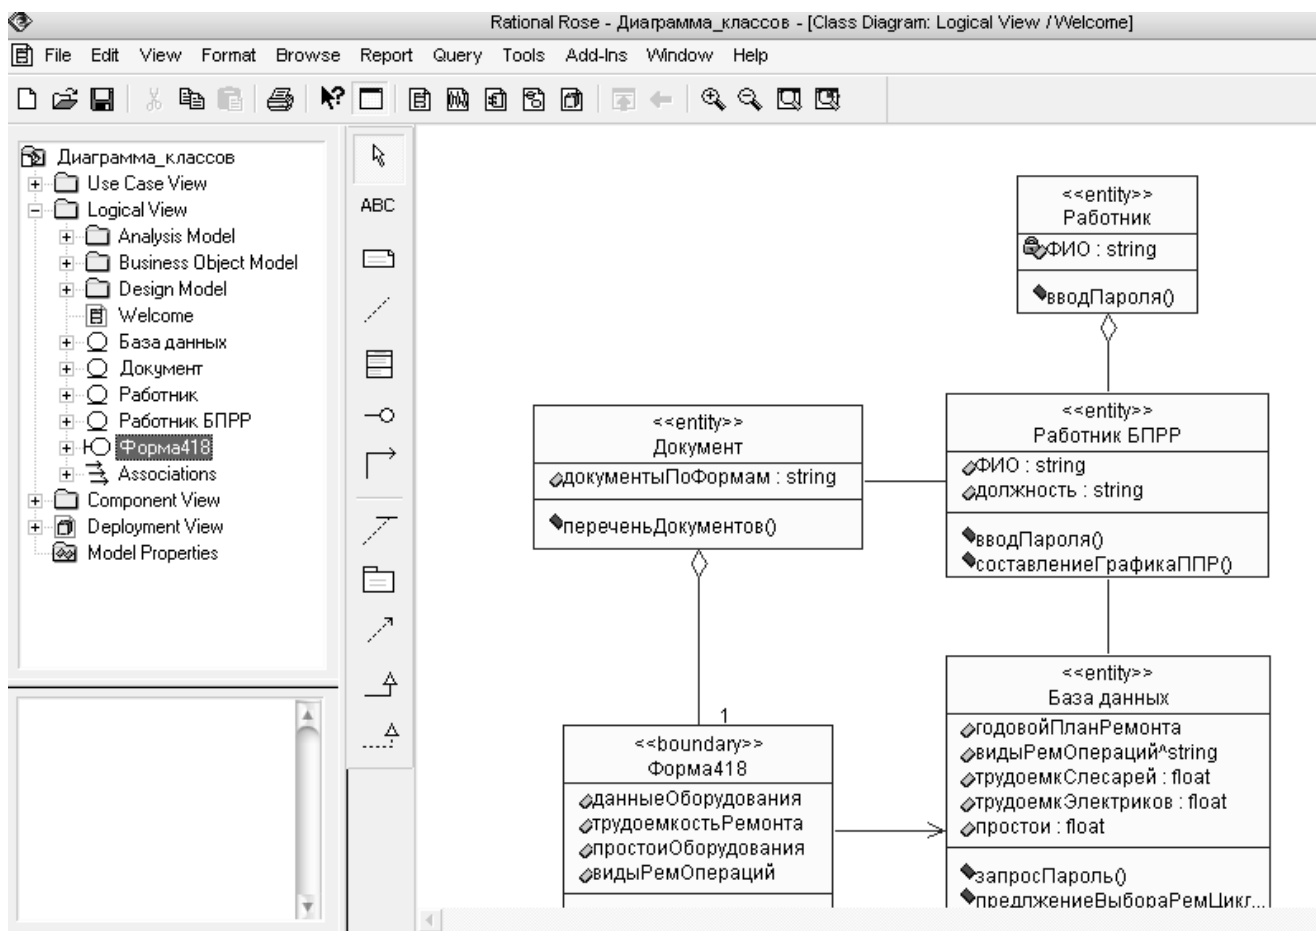 Rational Rose - Диаграмма_классов - [Class Diagram: Logical View / Welcome]
File Edit View Format Browse Report Query Tools Add-Ins Window Help
Диаграмма_классов
Use Case View
Logical View
Analysis Model
Business Object Model
Design Model
Welcome
База данных
Документ
Работник
Работник БПРР
Форма418
Associations
Component View
Deployment View
Model Properties
ABC
<<entity>>
Работник
ФИО : string
вводПароля()
<<entity>>
Документ
документыПоФормам : string
переченьДокументов()
<<entity>>
Работник БПРР
ФИО : string
должность : string
вводПароля()
составлениеГрафикаППР()
1
<<boundary>>
Форма418
данныеОборудования
трудоемкостьРемонта
простоиОборудования
видыРемОпераций
<<entity>>
База данных
годовойПланРемонта
видыРемОпераций^string
трудоемкСлесарей : float
трудоемкЭлектриков : float
простои : float
запросПароль()
предлжениеВыбораРемЦикл...